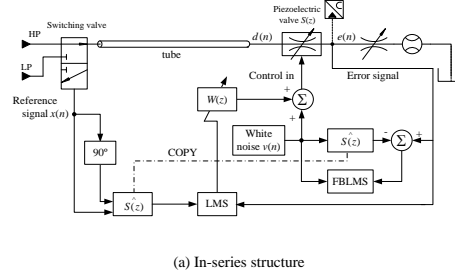 Piezoelectric
valve S(z)
C
Switching valve
HP
LP
tube
d(n)
e(n)
Control in
Error signal
Reference
signal x(n)
W(z)
+
Σ
+
White
noise v(n)
Ŝ(z)
-
Σ
+
90º
COPY
Ŝ(z)
LMS
FBLMS
(a) In-series structure